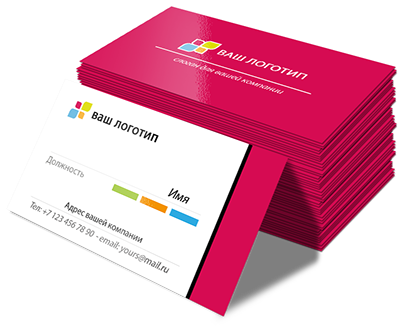 ВАШ ЛОГОТИП
слоган для вашей компании
ВАШ ЛОГОТИП
Должность
Имя
Адрес вашей компании
Тел: +7 123 456 78 90 - email: yours@mail.ru